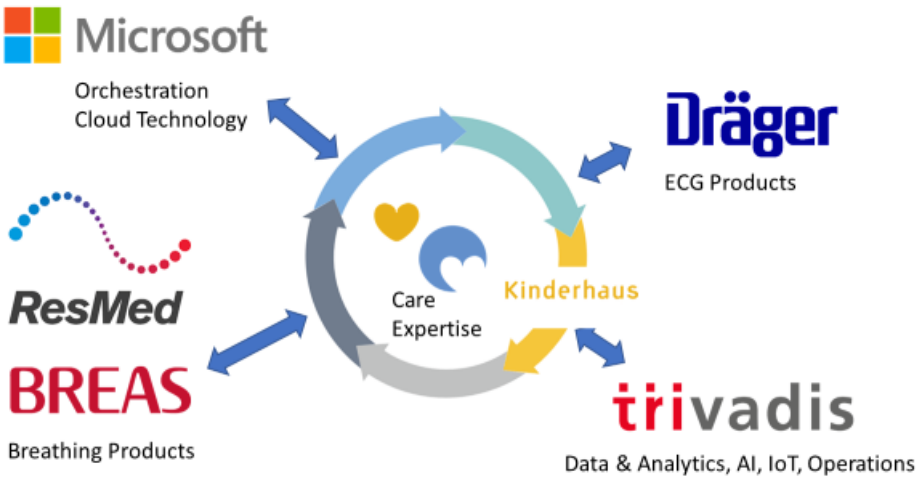 Microsoft
Orchestration
Cloud Technology
Dräger
ECG Products
ResMed
BREAS
Breathing Products
Care
Expertise
Kinderhaus
trivadis
Data & Analytics, AI, IoT, Operations